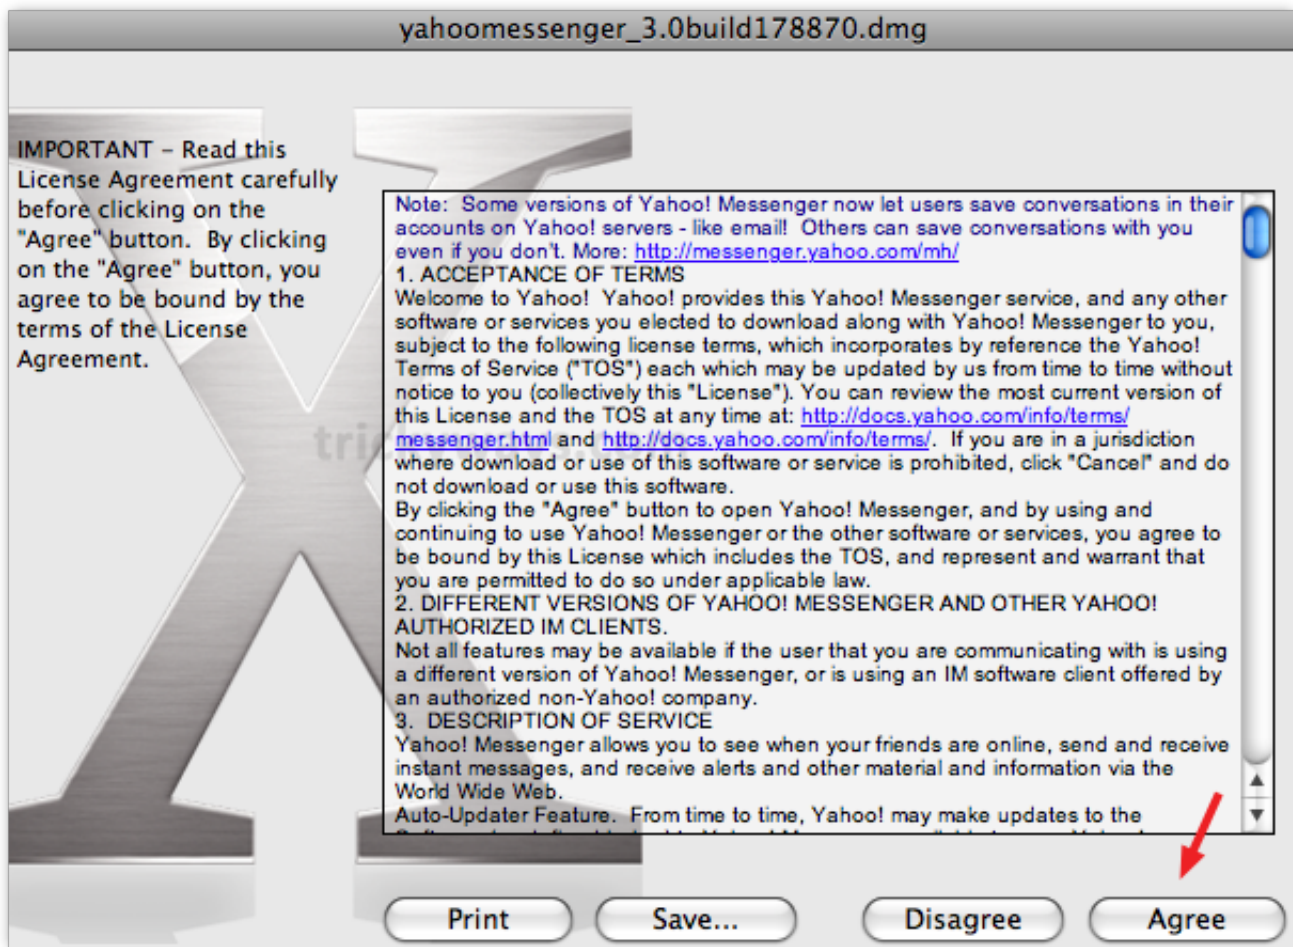 yahoomessenger_3.0build178870.dmg
IMPORTANT - Read this
License Agreement carefully
before clicking on the
"Agree" button.  By clicking
on the "Agree" button, you
agree to be bound by the
terms of the License
Agreement.
Note:  Some versions of Yahoo! Messenger now let users save conversations in their
accounts on Yahoo! servers - like email!  Others can save conversations with you
even if you don't. More: http://messenger.yahoo.com/mh/
1. ACCEPTANCE OF TERMS
Welcome to Yahoo!  Yahoo! provides this Yahoo! Messenger service, and any other
software or services you elected to download along with Yahoo! Messenger to you,
subject to the following license terms, which incorporates by reference the Yahoo!
Terms of Service ("TOS") each which may be updated by us from time to time without
notice to you (collectively this "License"). You can review the most current version of
this License and the TOS at any time at: http://docs.yahoo.com/info/terms/
messenger.html and http://docs.yahoo.com/info/terms/.  If you are in a jurisdiction
where download or use of this software or service is prohibited, click "Cancel" and do
not download or use this software.
By clicking the "Agree" button to open Yahoo! Messenger, and by using and
continuing to use Yahoo! Messenger or the other software or services, you agree to
be bound by this License which includes the TOS, and represent and warrant that
you are permitted to do so under applicable law.
2. DIFFERENT VERSIONS OF YAHOO! MESSENGER AND OTHER YAHOO!
AUTHORIZED IM CLIENTS.
Not all features may be available if the user that you are communicating with is using
a different version of Yahoo! Messenger, or is using an IM software client offered by
an authorized non-Yahoo! company.
3.  DESCRIPTION OF SERVICE
Yahoo! Messenger allows you to see when your friends are online, send and receive
instant messages, and receive alerts and other material and information via the
World Wide Web.
Auto-Updater Feature.  From time to time, Yahoo! may make updates to the
Print
Save...
Disagree
Agree